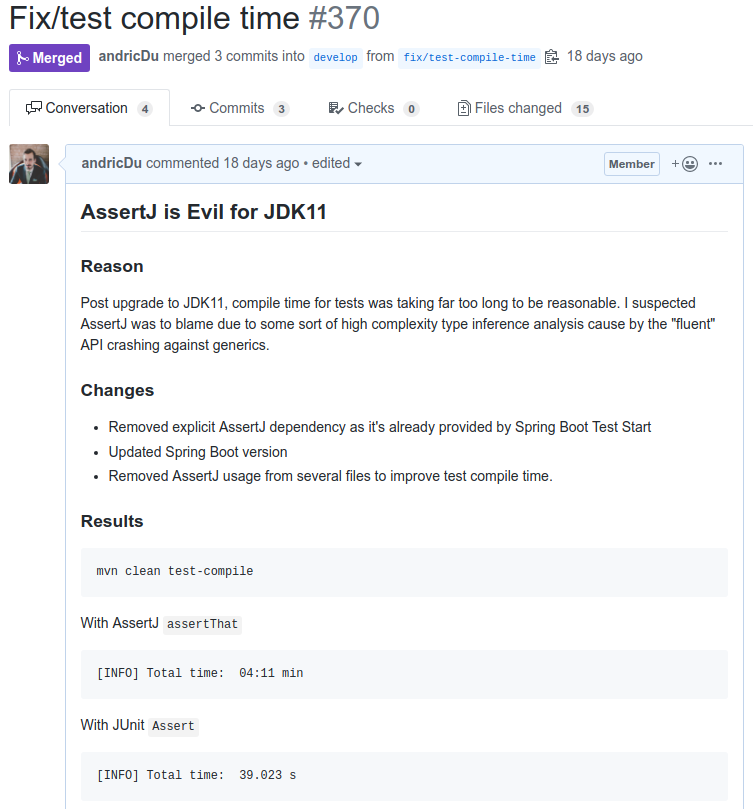 Fix/test compile time #370
Merged andricDu merged 3 commits into develop from fix/test-compile-time 18 days ago
Conversation 4 Commits 3 Checks 0 Files changed 15
andricDu commented 18 days ago • edited Member
AssertJ is Evil for JDK11
Reason
Post upgrade to JDK11, compile time for tests was taking far too long to be reasonable. I suspected
AssertJ was to blame due to some sort of high complexity type inference analysis cause by the "fluent"
API crashing against generics.
Changes
• Removed explicit AssertJ dependency as it's already provided by Spring Boot Test Start
• Updated Spring Boot version
• Removed AssertJ usage from several files to improve test compile time.
Results
mvn clean test-compile
With AssertJ assertThat
[INFO] Total time:  04:11 min
With JUnit Assert
[INFO] Total time:  39.023 s